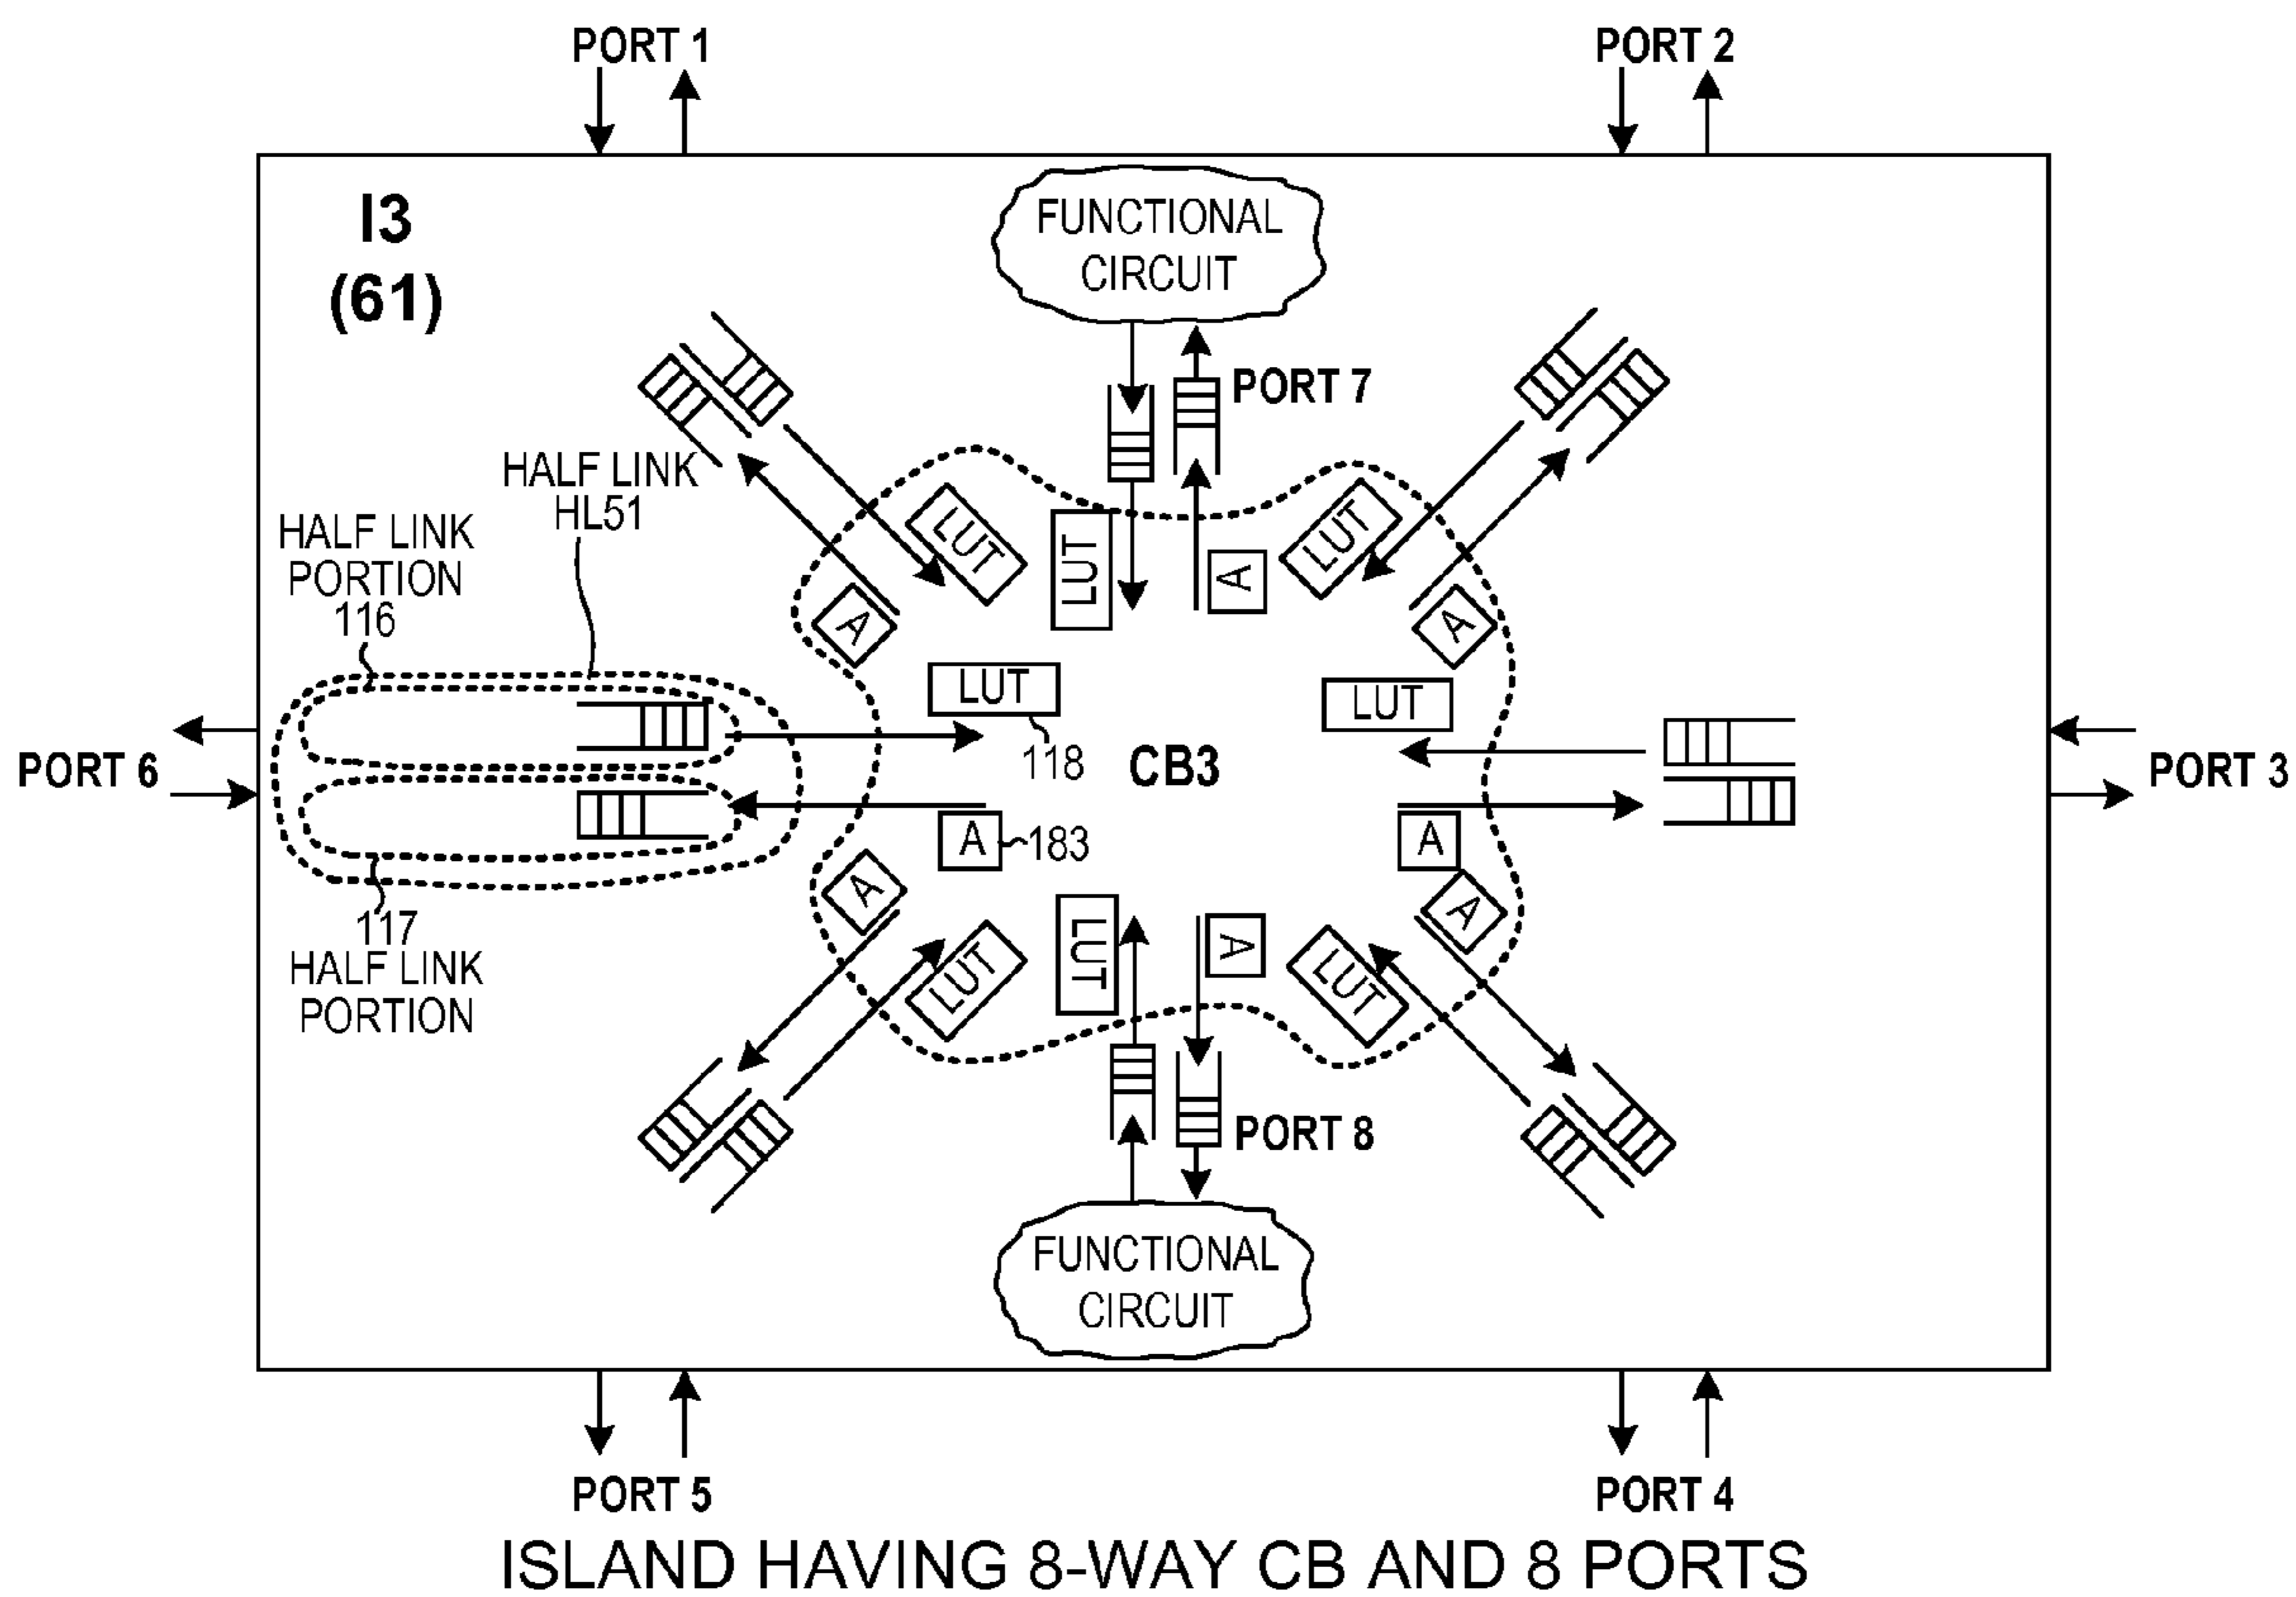 PORT 1
PORT 2
I3
(61)
FUNCTIONAL
CIRCUIT
PORT 7
HALF LINK
HL51
HALF LINK
PORTION
116
LUT
LUT
LUT
A
A
A
LUT
118
LUT
CB3
PORT 6
PORT 3
A
183
A
117
HALF LINK
PORTION
A
LUT
LUT
A
LUT
A
PORT 8
FUNCTIONAL
CIRCUIT
PORT 5
PORT 4
ISLAND HAVING 8-WAY CB AND 8 PORTS